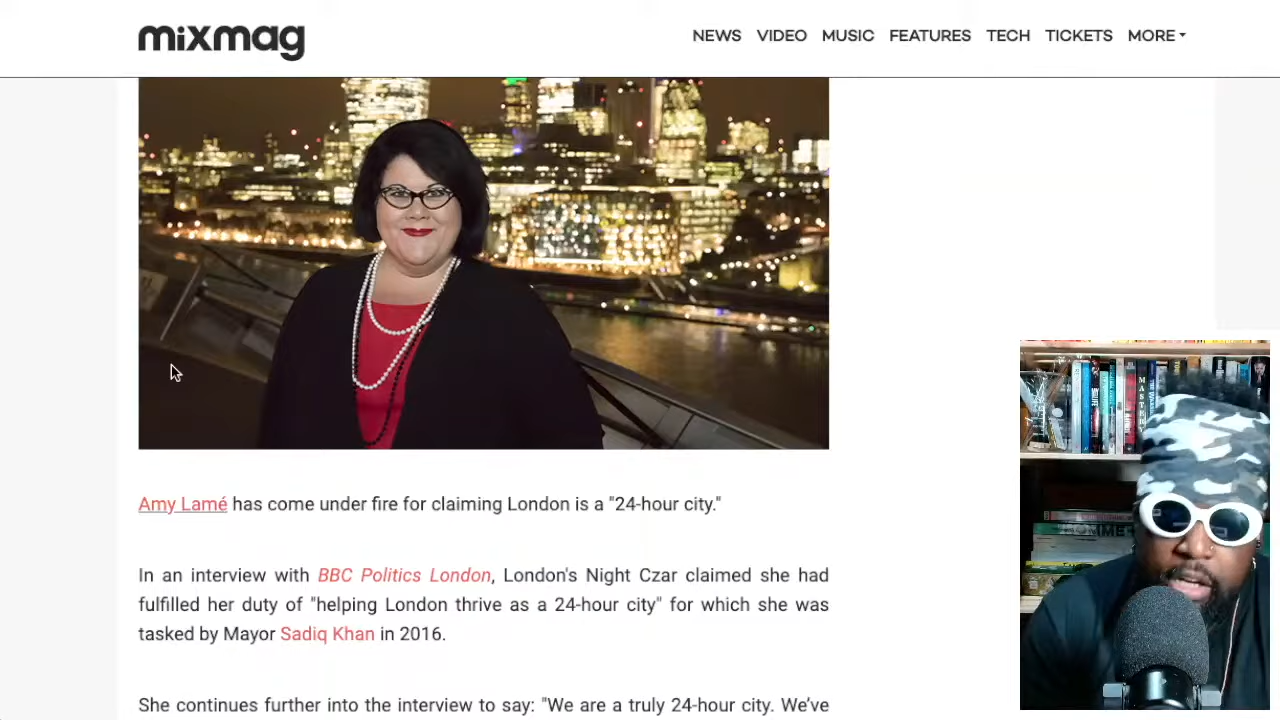 mixmag
NEWS VIDEO MUSIC FEATURES TECH TICKETS MORE
Amy Lamé has come under fire for claiming London is a "24-hour city."
In an interview with BBC Politics London, London's Night Czar claimed she had
fulfilled her duty of "helping London thrive as a 24-hour city" for which she was
tasked by Mayor Sadiq Khan in 2016.
She continues further into the interview to say: "We are a truly 24-hour city. We've
MASTERY